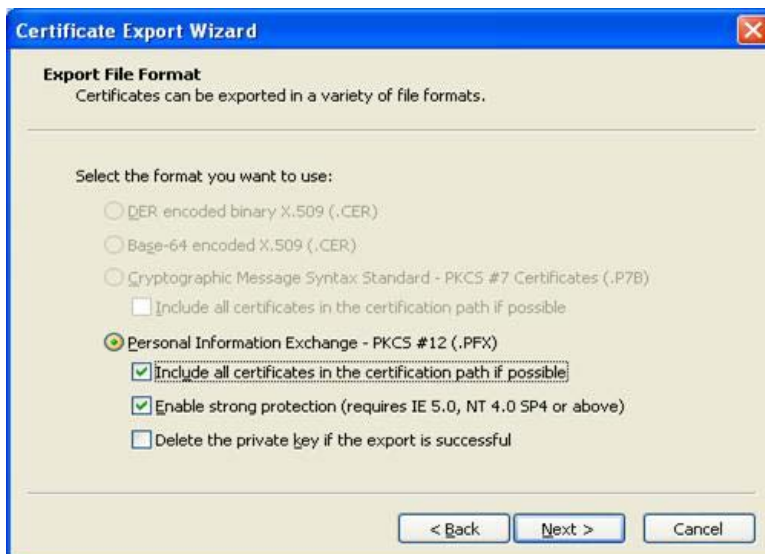 Certificate Export Wizard
Export File Format
Certificates can be exported in a variety of file formats.
Select the format you want to use:
DER encoded binary X.509 (.CER)
Base-64 encoded X.509 (.CER)
Cryptographic Message Syntax Standard - PKCS #7 Certificates (.P7B)
Include all certificates in the certification path if possible
Personal Information Exchange - PKCS #12 (.PFX)
Include all certificates in the certification path if possible
Enable strong protection (requires IE 5.0, NT 4.0 SP4 or above)
Delete the private key if the export is successful
< Back Next > Cancel